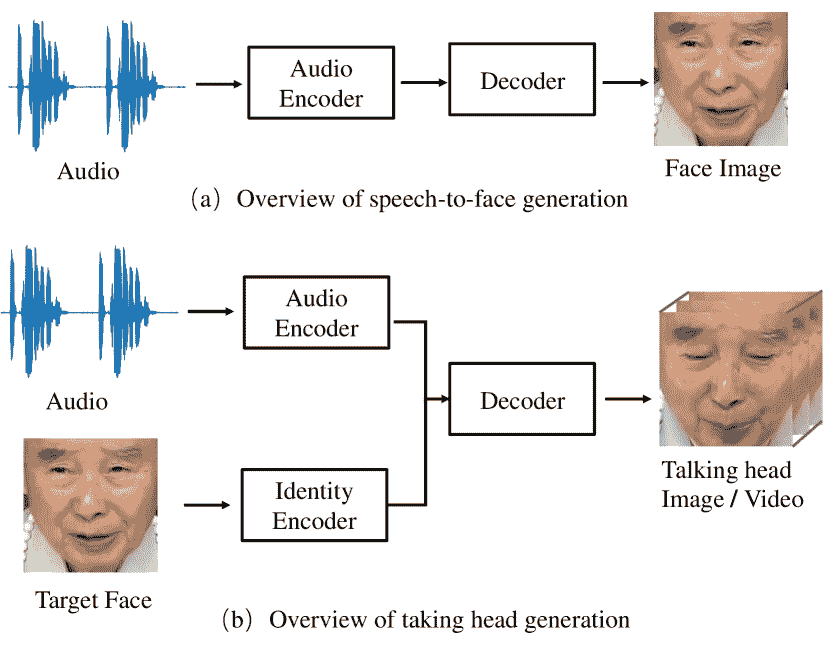 Audio
Encoder
Decoder
Audio
Face Image
(a) Overview of speech-to-face generation
Audio
Encoder
Audio
Decoder
Identity
Encoder
Talking head
Image / Video
Target Face
(b) Overview of taking head generation